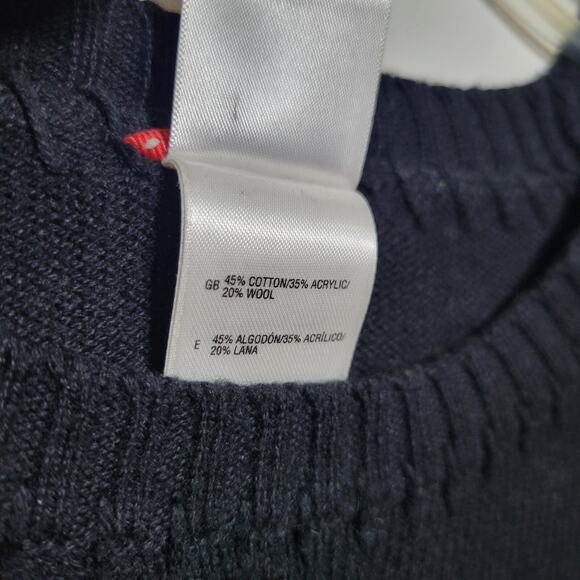 GB 45% COTTON/35% ACRYLIC/
20% WOOL
E 45% ALGODÓN/35% ACRÍLICO/
20% LANA